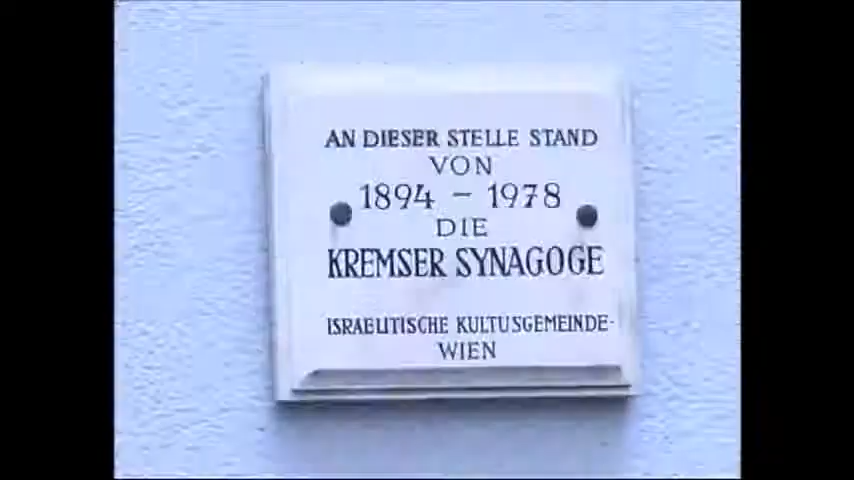 AN DIESER STELLE STAND
VON
1894 – 1978
DIE
KREMSER SYNAGOGE
ISRAELITISCHE KULTUSGEMEINDE-
WIEN